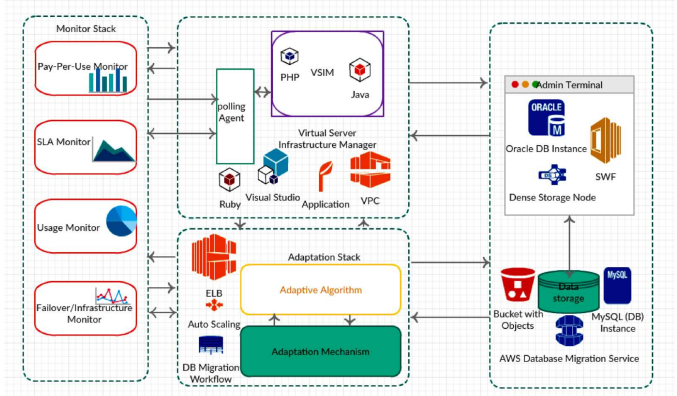 Monitor Stack
Pay-Per-Use Monitor
SLA Monitor
Usage Monitor
Failover/Infrastructure
Monitor
PHP
VSIM
Java
polling
Agent
Virtual Server
Infrastructure Manager
Ruby
Visual Studio
Application
VPC
Adaptation Stack
ELB
Adaptive Algorithm
Auto Scaling
Adaptation Mechanism
DB Migration
Workflow
Admin Terminal
ORACLE
M
Oracle DB Instance
SWF
Dense Storage Node
MySQL
Data
storage
Bucket with
Objects
MySQL (DB)
Instance
AWS Database Migration Service